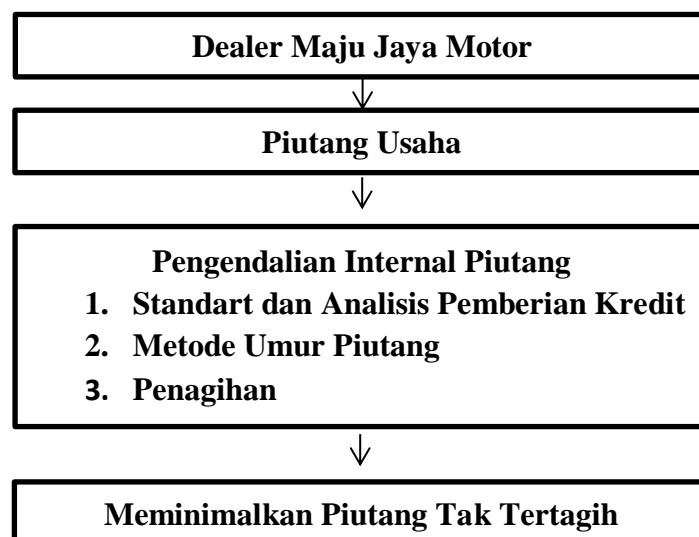 Dealer Maju Jaya Motor
Piutang Usaha
Pengendalian Internal Piutang
1. Standart dan Analisis Pemberian Kredit
2. Metode Umur Piutang
3. Penagihan
Meminimalkan Piutang Tak Tertagih